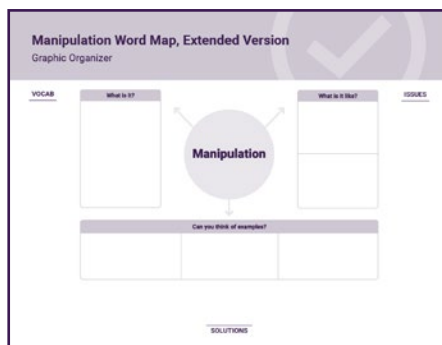 Manipulation Word Map, Extended Version
Graphic Organizer
VOCAB
What is it?
What is it like?
ISSUES
Manipulation
Can you think of examples?
SOLUTIONS